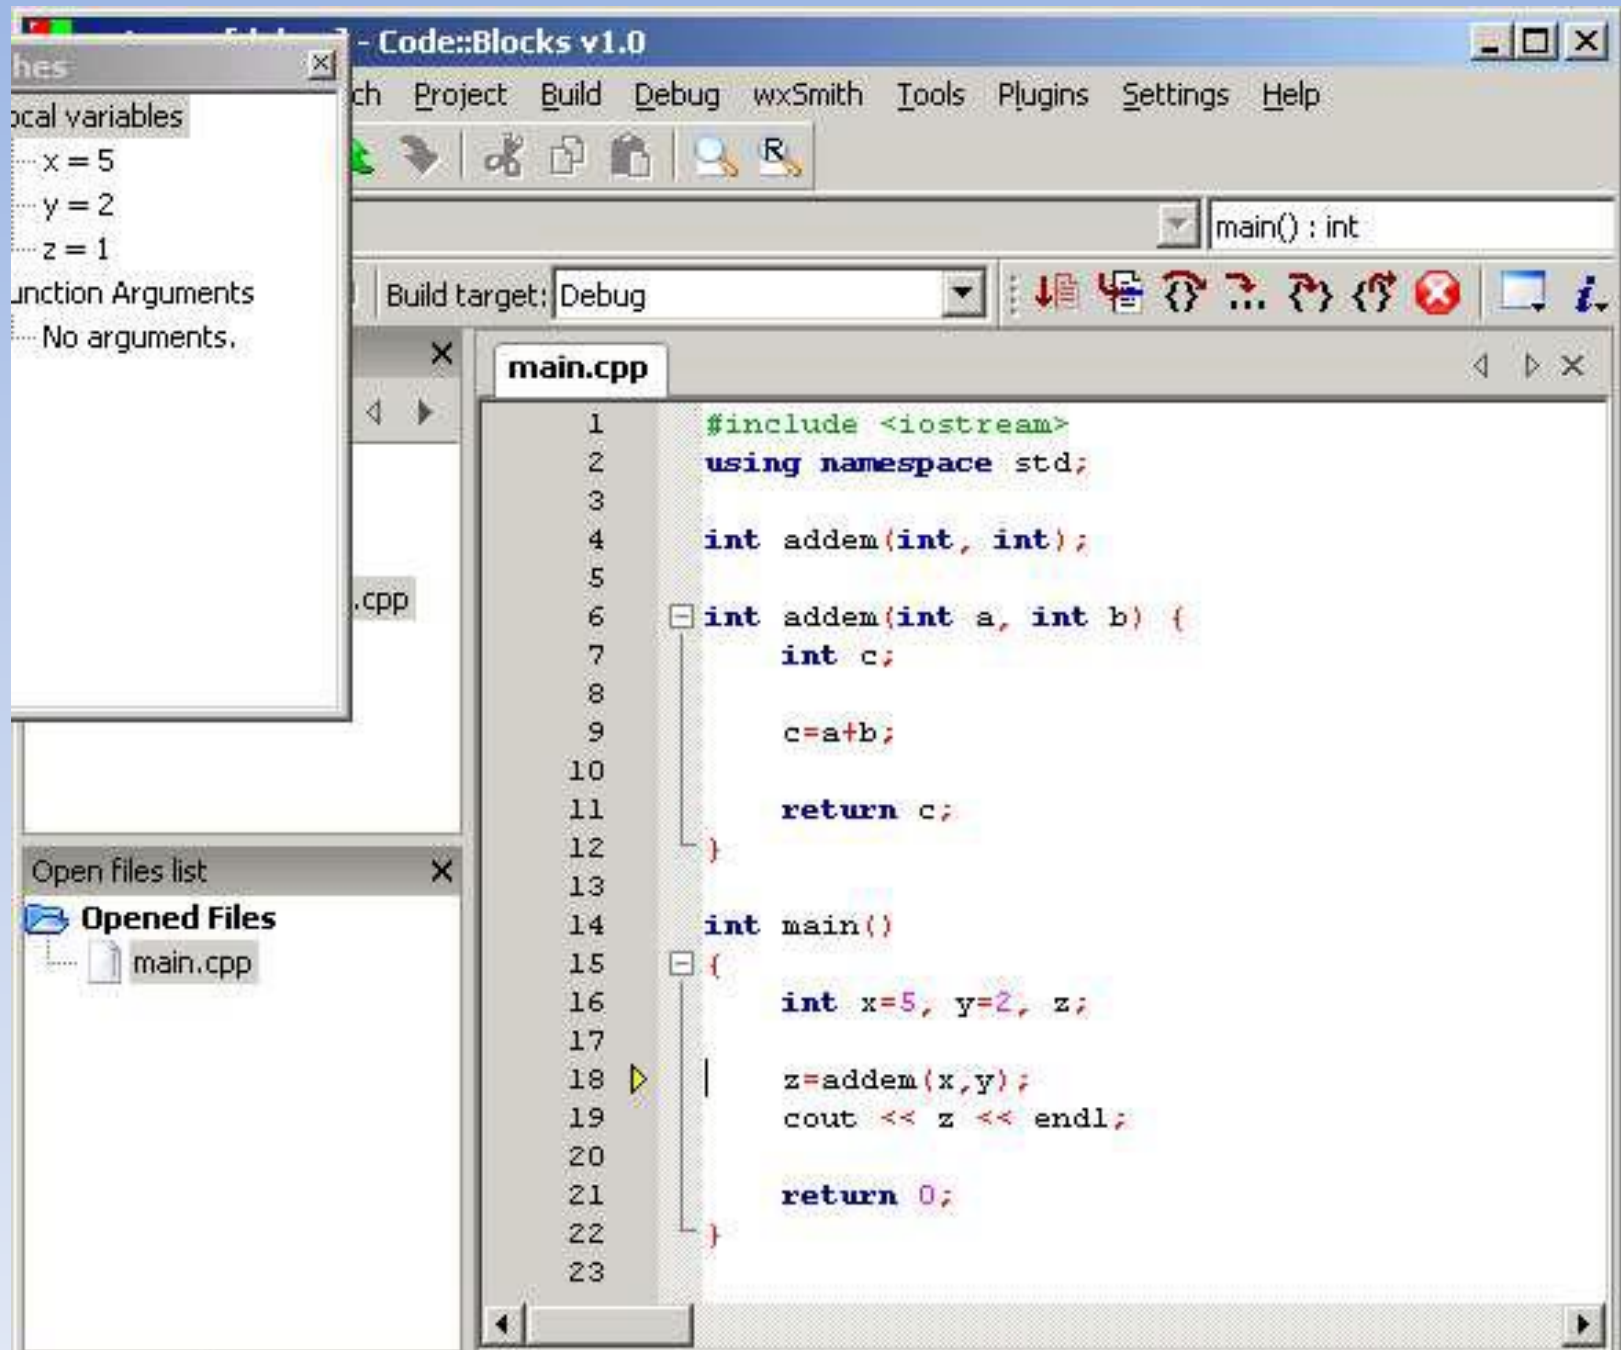 - Code::Blocks v1.0
hes
ch Project Build Debug wxSmith Tools Plugins Settings Help
ocal variables
x = 5
y = 2
z = 1
unction Arguments
No arguments.
main() : int
Build target: Debug
main.cpp
.cpp
1 #include <iostream>
2 using namespace std;
3
4 int addem(int, int);
5
6 int addem(int a, int b) {
7 int c;
8
9 c=a+b;
10
11 return c;
12 }
13
14 int main()
15 {
16 int x=5, y=2, z;
17
18 z=addem(x,y);
19 cout << z << endl;
20
21 return 0;
22 }
23
Open files list
Opened Files
main.cpp